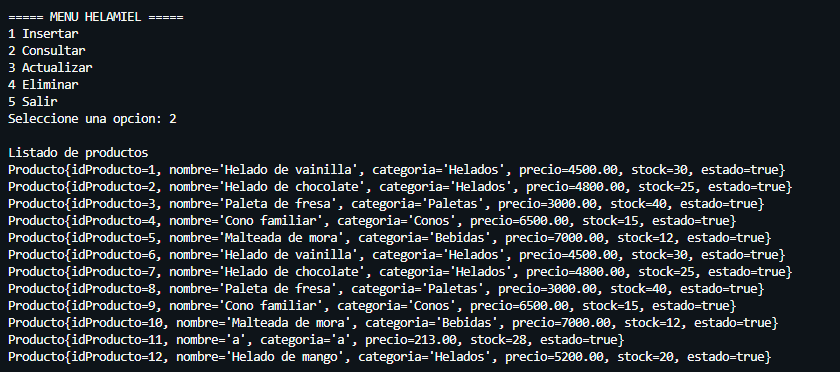 ===== MENU HELAMIEL =====
1 Insertar
2 Consultar
3 Actualizar
4 Eliminar
5 Salir
Seleccione una opcion: 2
Listado de productos
Producto{idProducto=1, nombre='Helado de vainilla', categoria='Helados', precio=4500.00, stock=30, estado=true}
Producto{idProducto=2, nombre='Helado de chocolate', categoria='Helados', precio=4800.00, stock=25, estado=true}
Producto{idProducto=3, nombre='Paleta de fresa', categoria='Paletas', precio=3000.00, stock=40, estado=true}
Producto{idProducto=4, nombre='Cono familiar', categoria='Conos', precio=6500.00, stock=15, estado=true}
Producto{idProducto=5, nombre='Malteada de mora', categoria='Bebidas', precio=7000.00, stock=12, estado=true}
Producto{idProducto=6, nombre='Helado de vainilla', categoria='Helados', precio=4500.00, stock=30, estado=true}
Producto{idProducto=7, nombre='Helado de chocolate', categoria='Helados', precio=4800.00, stock=25, estado=true}
Producto{idProducto=8, nombre='Paleta de fresa', categoria='Paletas', precio=3000.00, stock=40, estado=true}
Producto{idProducto=9, nombre='Cono familiar', categoria='Conos', precio=6500.00, stock=15, estado=true}
Producto{idProducto=10, nombre='Malteada de mora', categoria='Bebidas', precio=7000.00, stock=12, estado=true}
Producto{idProducto=11, nombre='a', categoria='a', precio=213.00, stock=28, estado=true}
Producto{idProducto=12, nombre='Helado de mango', categoria='Helados', precio=5200.00, stock=20, estado=true}